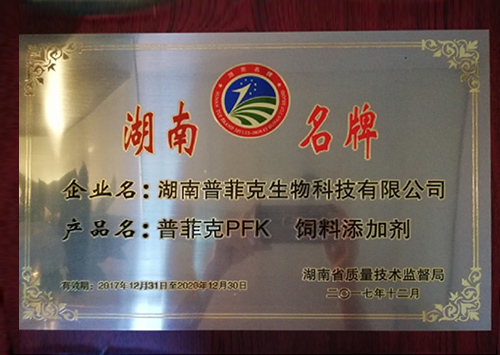 湖南名牌
湖南 名牌
企业名：湖南普菲克生物科技有限公司
产品名：普菲克PFK 饲料添加剂
有效期：2017年12月31日至2020年12月30日
湖南省质量技术监督局
二〇一七年十二月